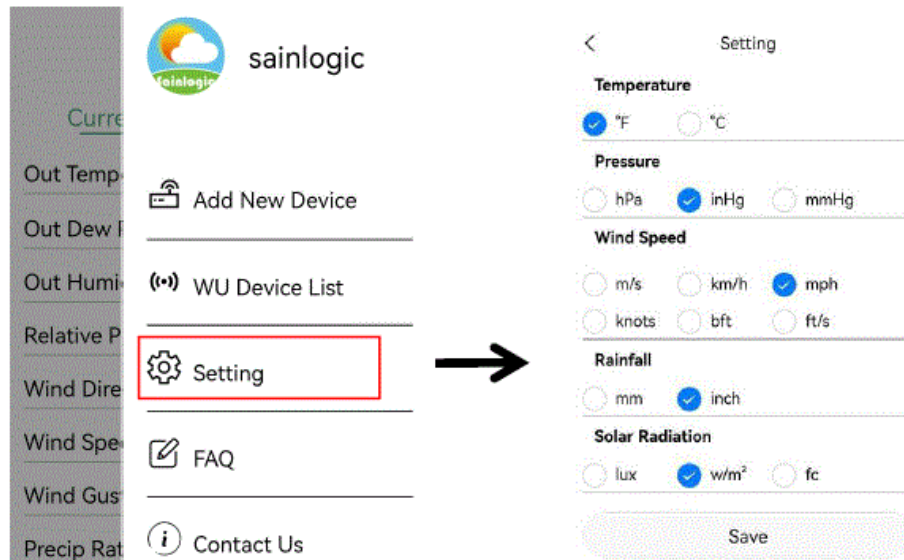 sainlogic
sainlogic
Curre
Out Temp
Out Dew
Out Humi
Relative P
Wind Dire
Wind Spe
Wind Gus
Precip Rat
Add New Device
WU Device List
Setting
FAQ
Contact Us
Setting
Temperature
°F °C
Pressure
hPa inHg mmHg
Wind Speed
m/s km/h mph
knots bft ft/s
Rainfall
mm inch
Solar Radiation
lux w/m² fc
Save